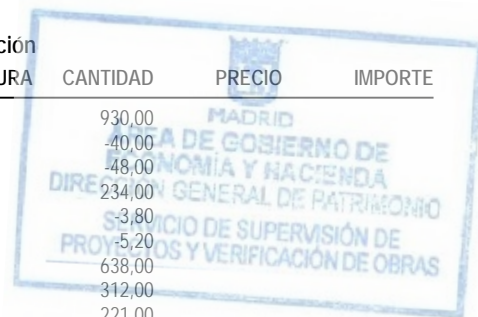 ción
URA CANTIDAD PRECIO IMPORTE
930,00
-40,00
-48,00
234,00
-3,80
-5,20
638,00
312,00
221,00
MADRID
ÁREA DE GOBIERNO DE
ECONOMÍA Y HACIENDA
DIRECCIÓN GENERAL DE PATRIMONIO
SERVICIO DE SUPERVISIÓN DE
PROYECTOS Y VERIFICACIÓN DE OBRAS